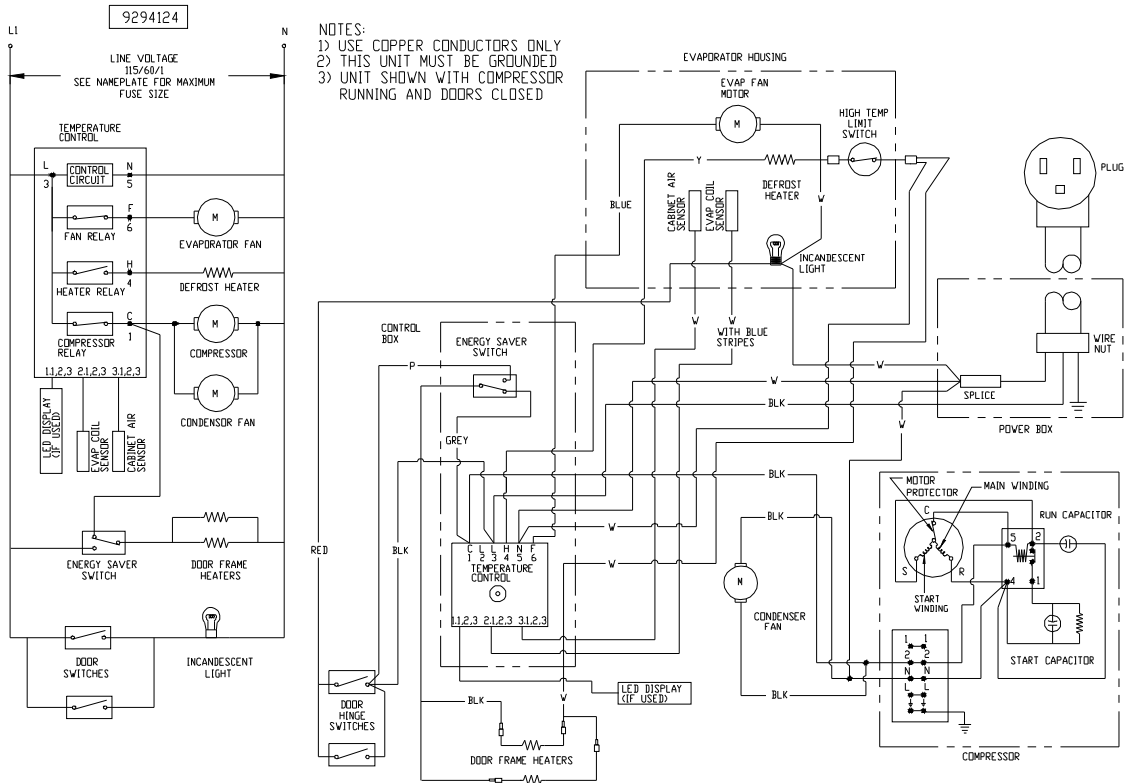 9294124
L1
N
LINE VOLTAGE
115/60/1
SEE NAMEPLATE FOR MAXIMUM
FUSE SIZE
NOTES:
1) USE COPPER CONDUCTORS ONLY
2) THIS UNIT MUST BE GROUNDED
3) UNIT SHOWN WITH COMPRESSOR
RUNNING AND DOORS CLOSED
TEMPERATURE
CONTROL
L
3
CONTROL
CIRCUIT
N
5
FAN RELAY
F
6
M
EVAPORATOR FAN
HEATER RELAY
H
4
DEFROST HEATER
COMPRESSOR
RELAY
C
1
M
COMPRESSOR
M
CONDENSOR FAN
1.1,2,3 2.1,2,3 3.1,2,3
LED DISPLAY
(IF USED)
EVAP COIL
SENSOR
CABINET AIR
SENSOR
ENERGY SAVER
SWITCH
DOOR FRAME
HEATERS
DOOR
SWITCHES
INCANDESCENT
LIGHT
EVAPORATOR HOUSING
EVAP FAN
MOTOR
M
HIGH TEMP
LIMIT
SWITCH
Y
DEFROST
HEATER
BLUE
CABINET AIR
SENSOR
EVAP COIL
SENSOR
W
INCANDESCENT
LIGHT
W
W
WITH BLUE
STRIPES
PLUG
WIRE
NUT
SPLICE
POWER BOX
W
W
BLK
W
CONTROL
BOX
ENERGY SAVER
SWITCH
P
GREY
RED
BLK
BLK
BLK
W
W
C L L H N F
1 2 3 4 5 6
TEMPERATURE
CONTROL
1.1,2,3 2.1,2,3 3.1,2,3
LED DISPLAY
(IF USED)
DOOR
HINGE
SWITCHES
BLK
W
DOOR FRAME HEATERS
N
CONDENSER
FAN
BLK
MOTOR
PROTECTOR
MAIN WINDING
C
S
R
START
WINDING
RUN CAPACITOR
5
2
4
1
START CAPACITOR
1 1
2 2
N N
L L
COMPRESSOR